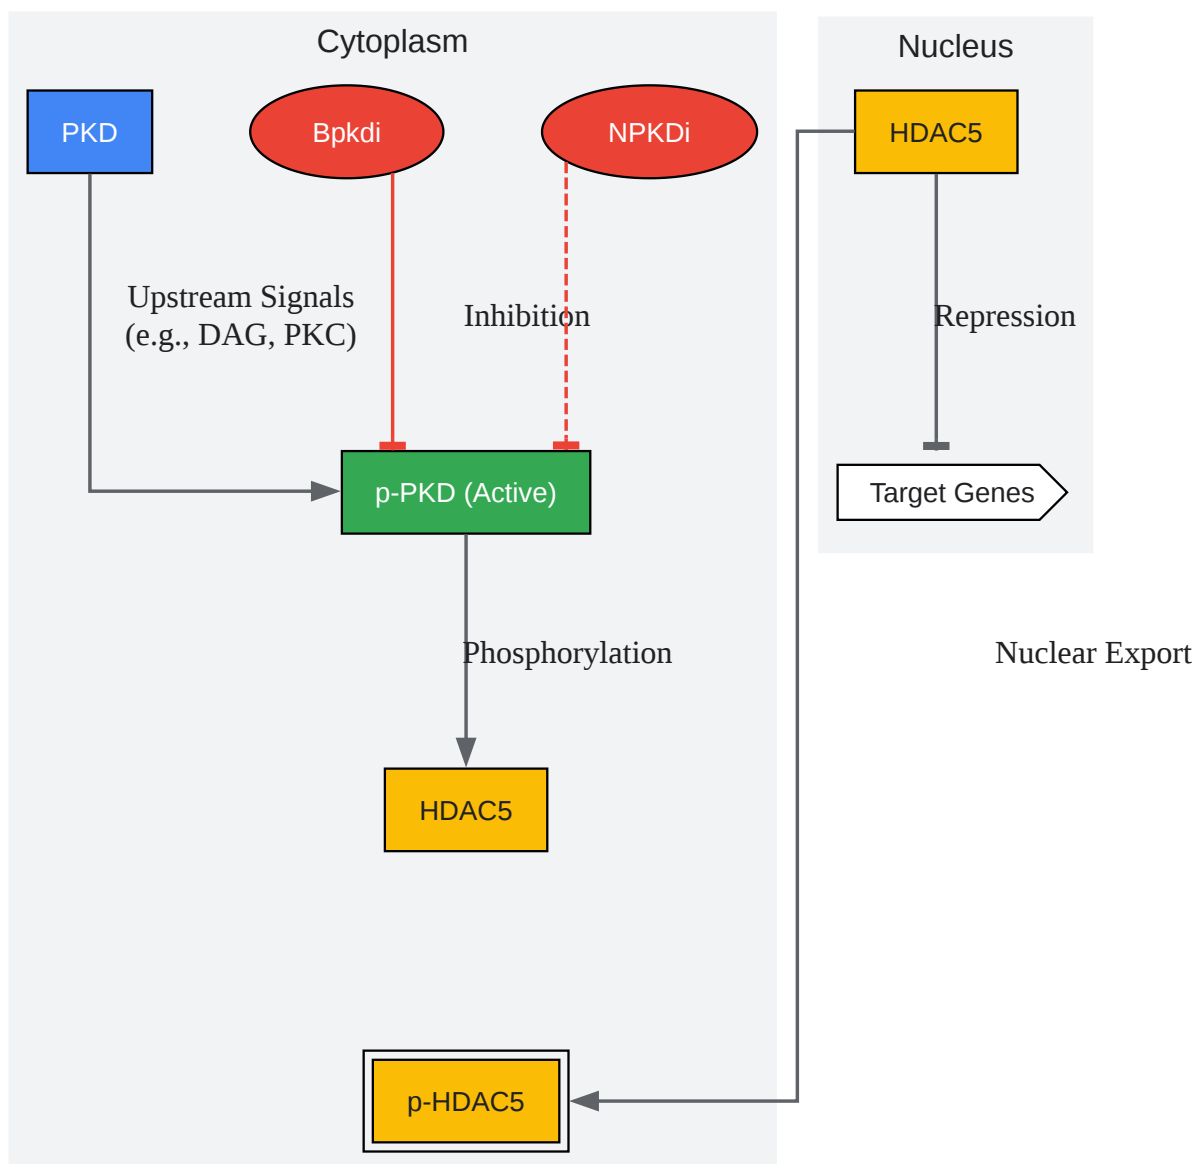 Cytoplasm
Nucleus
PKD
Bpkdi
NPKDi
HDAC5
Upstream Signals
(e.g., DAG, PKC)
Inhibition
Repression
p-PKD (Active)
Target Genes
Phosphorylation
Nuclear Export
HDAC5
p-HDAC5